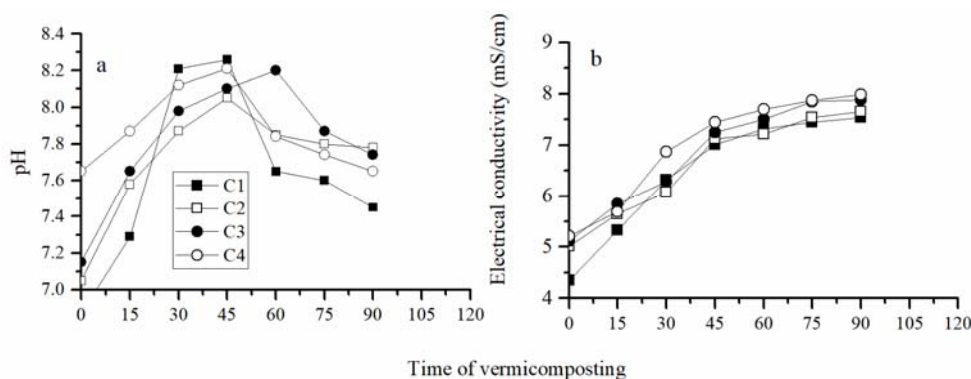 a
pH
8.4
8.2
8.0
7.8
7.6
7.4
7.2
7.0
C1
C2
C3
C4
0 15 30 45 60 75 90 105 120
b
Electrical conductivity (mS/cm)
9
8
7
6
5
4
0 15 30 45 60 75 90 105 120
Time of vermicomposting